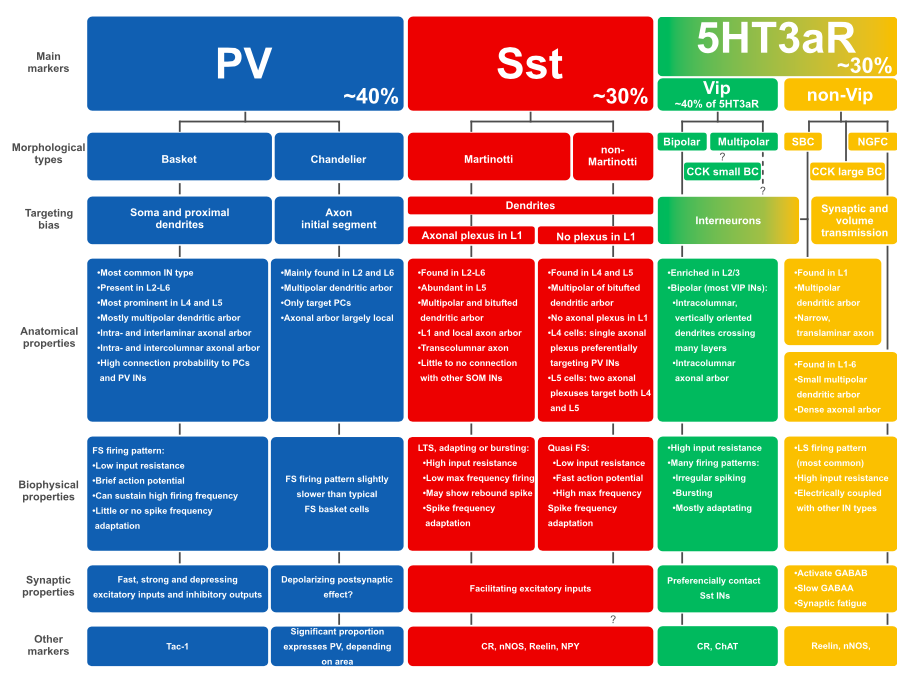 Main
markers
PV
~40%
Sst
~30%
5HT3aR
~30%
Vip
~40% of 5HT3aR
non-Vip
Morphological
types
Basket
Chandelier
Martinotti
non-
Martinotti
Bipolar
Multipolar
SBC
NGFC
?
CCK small BC
CCK large BC
?
Targeting
bias
Soma and proximal
dendrites
Axon
initial segment
Dendrites
Axonal plexus in L1
No plexus in L1
Interneurons
Synaptic and
volume
transmission
Anatomical
properties
•Most common IN type
•Present in L2-L6
•Most prominent in L4 and L5
•Mostly multipolar dendritic arbor
•Intra- and interlaminar axonal arbor
•Intra- and intercolumnar axonal arbor
•High connection probability to PCs
and PV INs
•Mainly found in L2 and L6
•Multipolar dendritic arbor
•Only target PCs
•Axonal arbor largely local
•Found in L2-L6
•Abundant in L5
•Multipolar and bitufted
dendritic arbor
•L1 and local axon arbor
•Transcolumnar axon
•Little to no connection
with other SOM INs
•Found in L4 and L5
•Multipolar of bitufted
dendritic arbor
•No axonal plexus in L1
•L4 cells: single axonal
plexus preferentially
targeting PV INs
•L5 cells: two axonal
plexuses target both L4
and L5
•Enriched in L2/3
•Bipolar (most VIP INs):
•Intracolumnar,
vertically oriented
dendrites crossing
many layers
•Intracolumnar
axonal arbor
•Found in L1
•Multipolar
dendritic arbor
•Narrow,
translaminar axon
•Found in L1-6
•Small multipolar
dendritic arbor
•Dense axonal arbor
Biophysical
properties
FS firing pattern:
•Low input resistance
•Brief action potential
•Can sustain high firing frequency
•Little or no spike frequency
adaptation
FS firing pattern slightly
slower than typical
FS basket cells
LTS, adapting or bursting:
•High input resistance
•Low max frequency firing
•May show rebound spike
•Spike frequency
adaptation
Quasi FS:
•Low input resistance
•Fast action potential
•High max frequency
Spike frequency
adaptation
•High input resistance
•Many firing patterns:
•Irregular spiking
•Bursting
•Mostly adaptating
•LS firing pattern
(most common)
•High input resistance
•Electrically coupled
with other IN types
Synaptic
properties
Fast, strong and depressing
excitatory inputs and inhibitory outputs
Depolarizing postsynaptic
effect?
Facilitating excitatory inputs
Preferencially contact
Sst INs
•Activate GABAB
•Slow GABAA
•Synaptic fatigue
?
Other
markers
Tac-1
Significant proportion
expresses PV, depending
on area
CR, nNOS, Reelin, NPY
CR, ChAT
Reelin, nNOS,